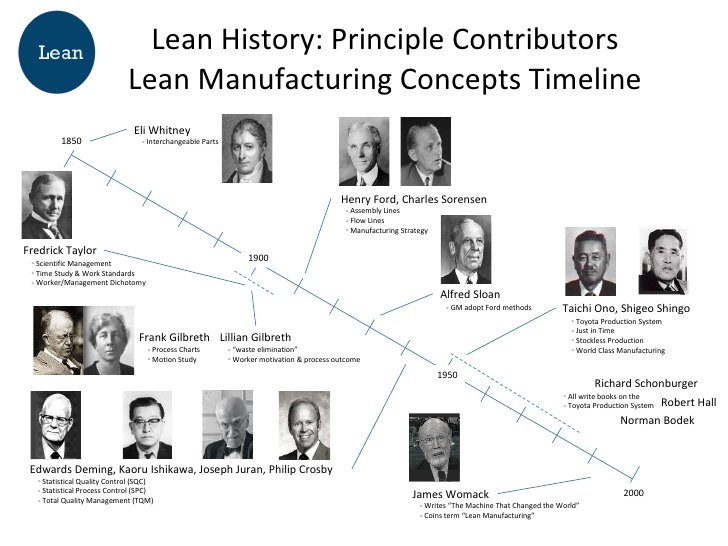 Lean
Lean History: Principle Contributors
Lean Manufacturing Concepts Timeline
1850
Eli Whitney
- Interchangeable Parts
Henry Ford, Charles Sorensen
- Assembly Lines
- Flow Lines
- Manufacturing Strategy
Fredrick Taylor
- Scientific Management
- Time Study & Work Standards
- Worker/Management Dichotomy
1900
Alfred Sloan
- GM adopt Ford methods
Taichi Ono, Shigeo Shingo
- Toyota Production System
- Just in Time
- Stockless Production
- World Class Manufacturing
Frank Gilbreth
- Process Charts
- Motion Study
Lillian Gilbreth
- "waste elimination"
- Worker motivation & process outcome
1950
Richard Schonburger
- All write books on the
- Toyota Production System
Robert Hall
Norman Bodek
Edwards Deming, Kaoru Ishikawa, Joseph Juran, Philip Crosby
- Statistical Quality Control (SQC)
- Statistical Process Control (SPC)
- Total Quality Management (TQM)
James Womack
- Writes "The Machine That Changed the World"
- Coins term "Lean Manufacturing"
2000